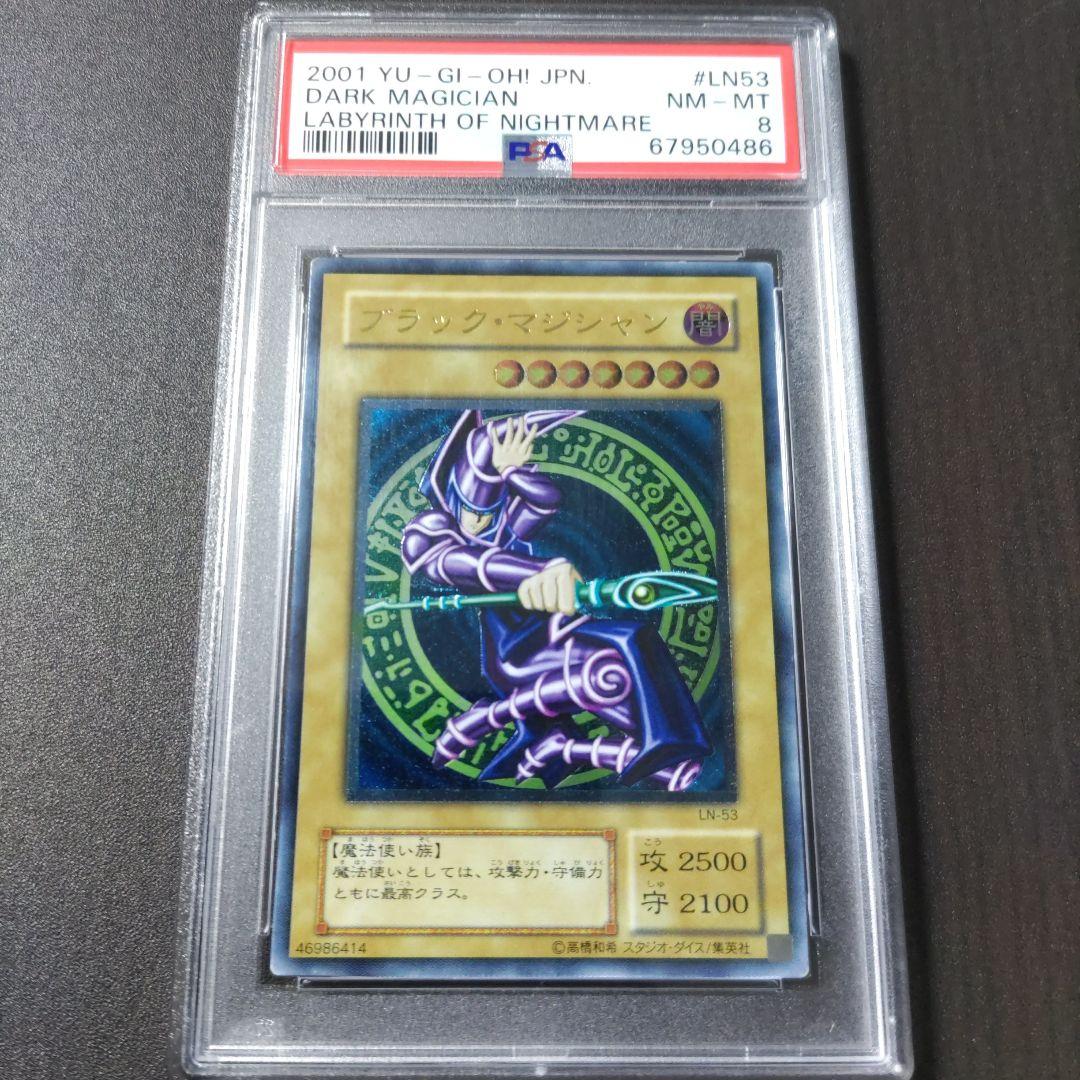 2001 YU-GI-OH! JPN. #LN53
DARK MAGICIAN NM-MT
LABYRINTH OF NIGHTMARE 8
PSA 67950486
ブラック・マジシャン 闇
LN-53
【魔法使い族】
魔法使いとしては、攻撃力・守備力
ともに最高クラス。
攻 2500
守 2100
46986414 ©高橋和希 スタジオ・ダイス/集英社